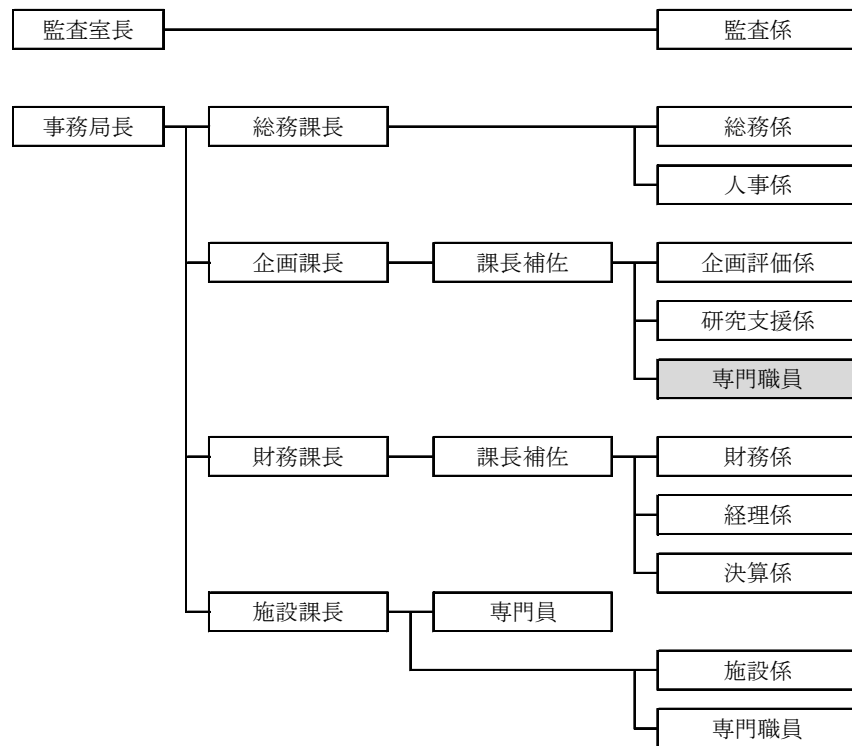 監査室長
監査係
事務局長
総務課長
総務係
人事係
企画課長
課長補佐
企画評価係
研究支援係
専門職員
財務課長
課長補佐
財務係
経理係
決算係
施設課長
専門員
施設係
専門職員